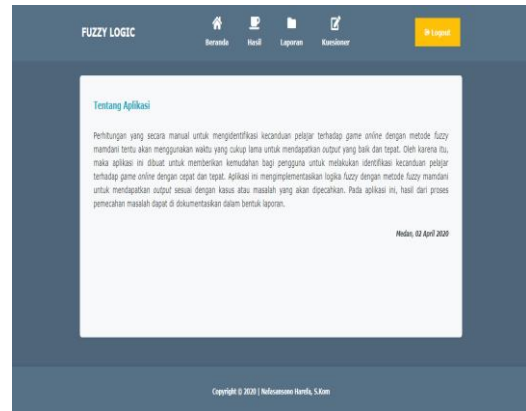 FUZZY LOGIC
Beranda Hasil Laporan Kuesioner
Logout
Tentang Aplikasi
Perhitungan yang secara manual untuk mengidentifikasi kecanduan pelajar terhadap game online dengan metode fuzzy
mamdani tentu akan menggunakan waktu yang cukup lama untuk mendapatkan output yang baik dan tepat. Oleh karena itu,
maka aplikasi ini dibuat untuk memberikan kemudahan bagi pengguna untuk melakukan identifikasi kecanduan pelajar
terhadap game online dengan cepat dan tepat. Aplikasi ini mengimplementasikan logika fuzzy dengan metode fuzzy mamdani
untuk mendapatkan output sesuai dengan kasus atau masalah yang akan dipecahkan. Pada aplikasi ini, hasil dari proses
pemecahan masalah dapat di dokumentasikan dalam bentuk laporan.
Medan, 02 April 2020
Copyright © 2020 | Nefosansono Harefa, S.Kom